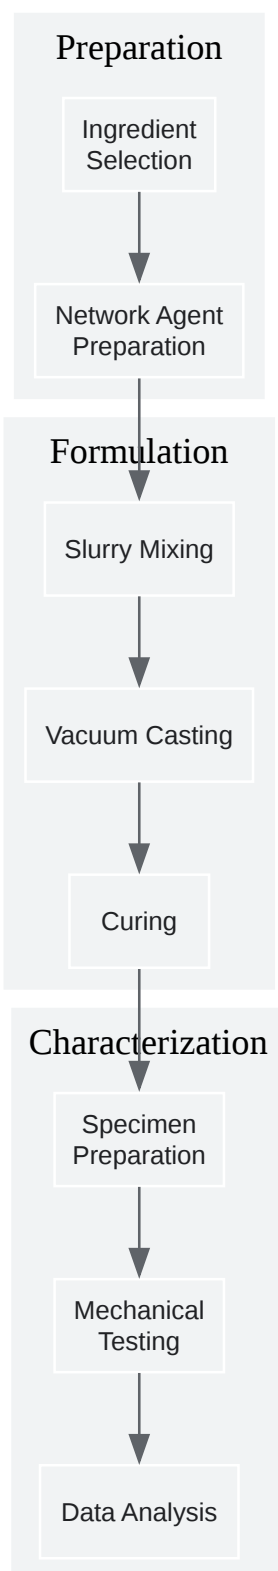 Preparation
Ingredient
Selection
Network Agent
Preparation
Formulation
Slurry Mixing
Vacuum Casting
Curing
Characterization
Specimen
Preparation
Mechanical
Testing
Data Analysis